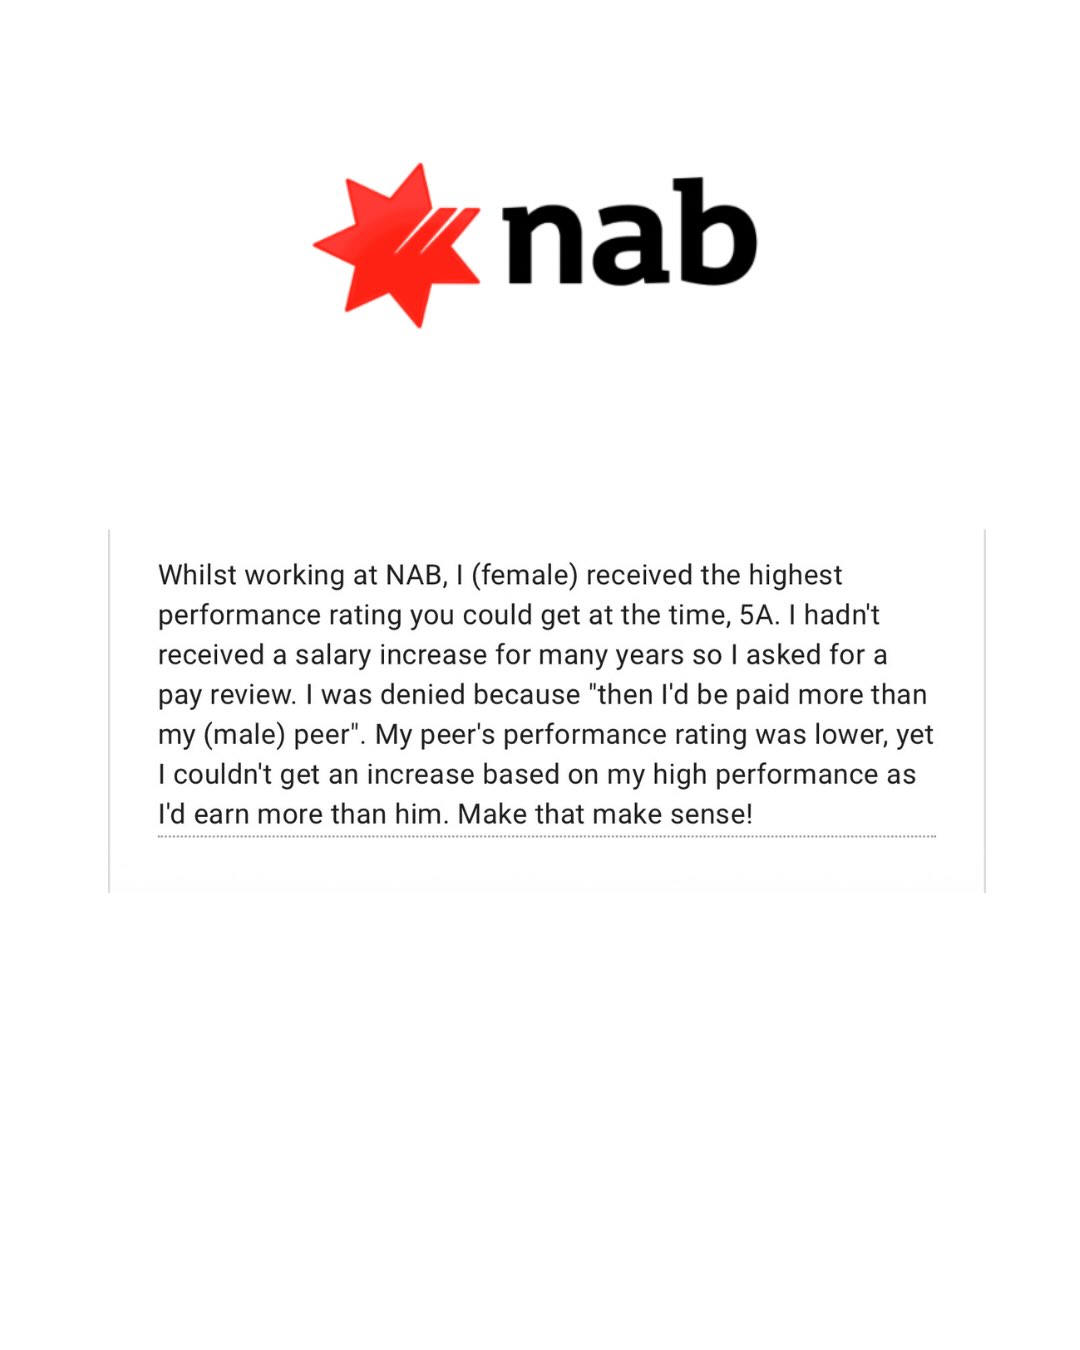 nab
Whilst working at NAB, I (female) received the highest
performance rating you could get at the time, 5A. I hadn't
received a salary increase for many years so I asked for a
pay review. I was denied because "then I'd be paid more than
my (male) peer". My peer's performance rating was lower, yet
I couldn't get an increase based on my high performance as
I'd earn more than him. Make that make sense!